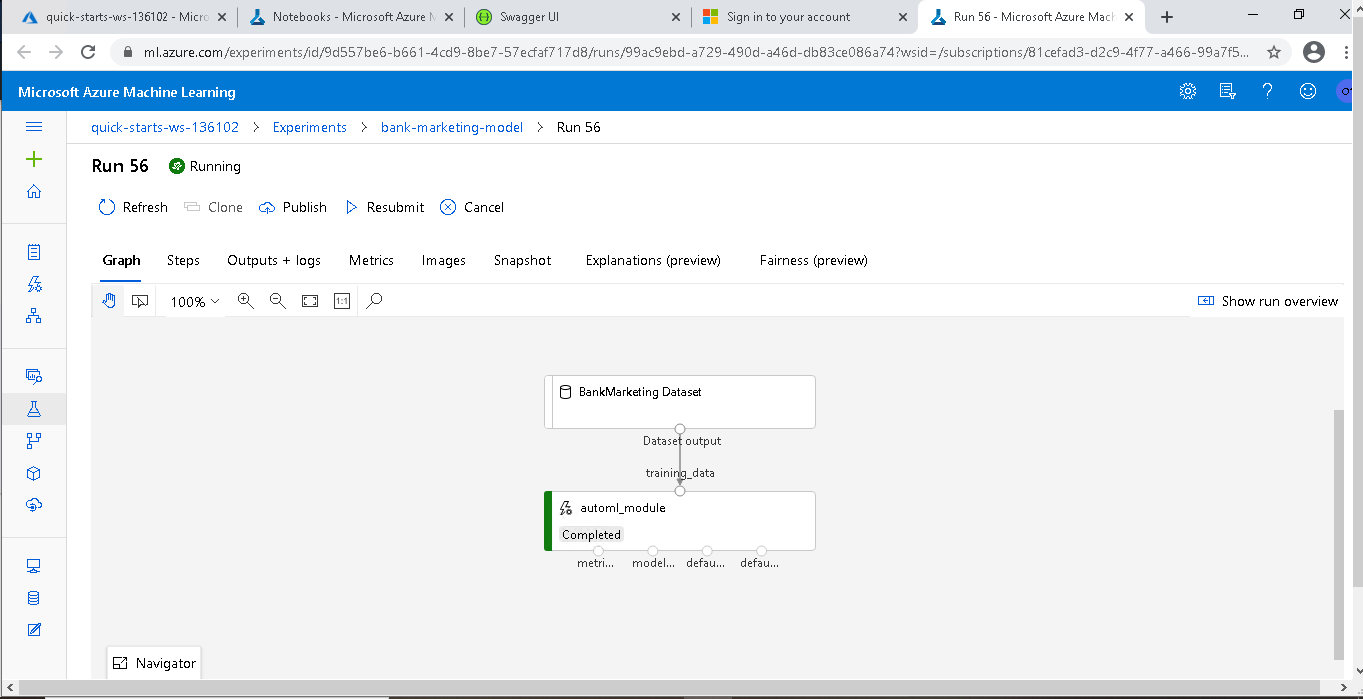 quick-starts-ws-136102 - Micro
Notebooks - Microsoft Azure M
Swagger UI
Sign in to your account
Run 56 - Microsoft Azure Mach
ml.azure.com/experiments/id/9d557be6-b661-4cd9-8be7-57ecfaf717d8/runs/99ac9ebd-a729-490d-a46d-db83ce086a74?wsid=/subscriptions/81cefad3-d2c9-4f77-a466-99a7f5...
Microsoft Azure Machine Learning
quick-starts-ws-136102 > Experiments > bank-marketing-model > Run 56
Run 56 Running
Refresh Clone Publish Resubmit Cancel
Graph Steps Outputs + logs Metrics Images Snapshot Explanations (preview) Fairness (preview)
100% 1:1 Show run overview
BankMarketing Dataset
Dataset output
training_data
automl_module
Completed
metri... model... defau... defau...
Navigator